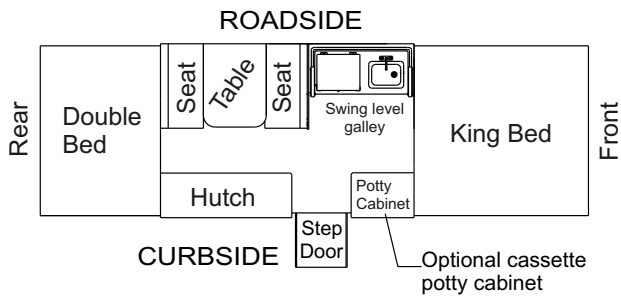 ROADSIDE
Rear
Double
Bed
Seat
Table
Seat
Swing level
galley
King Bed
Front
Hutch
Potty
Cabinet
Step
Door
CURBSIDE
Optional cassette
potty cabinet